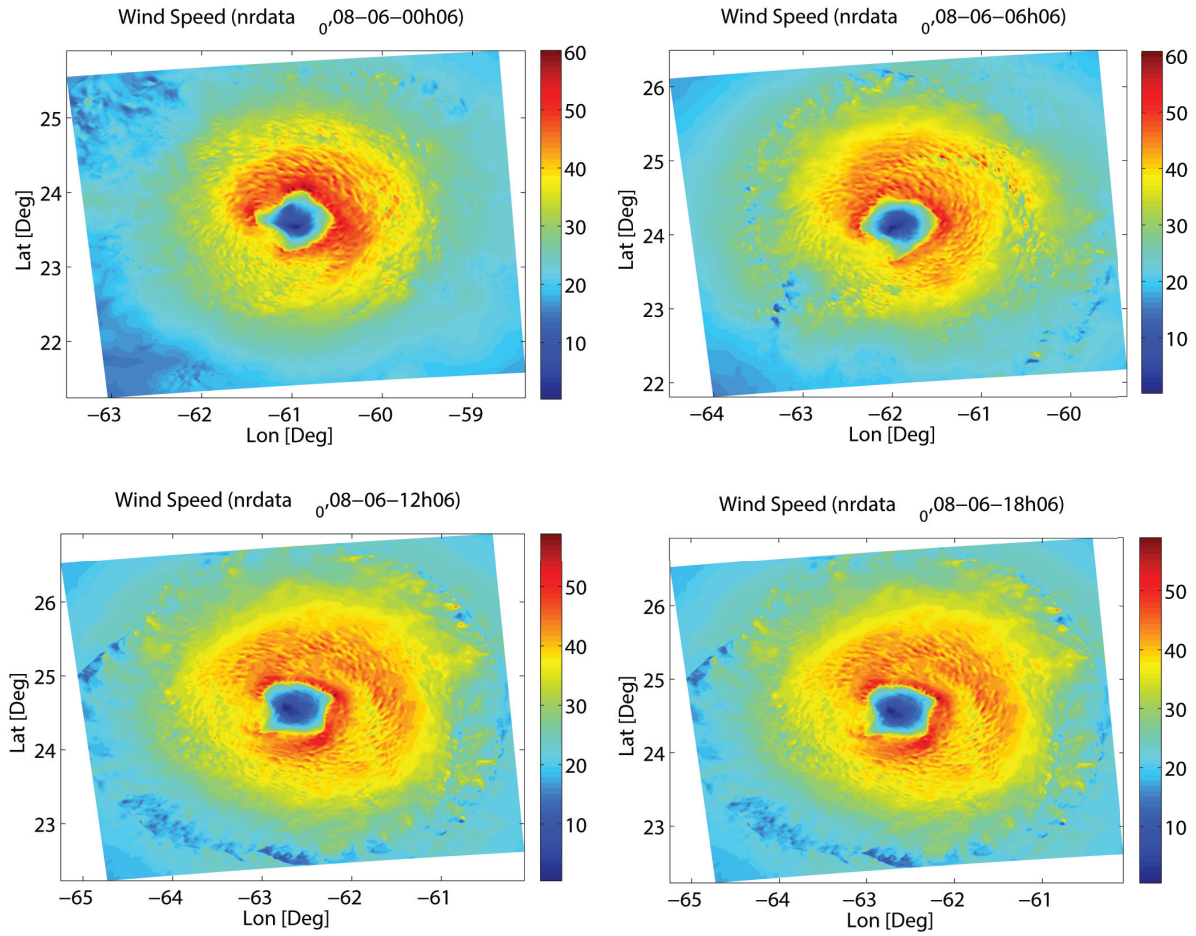 Wind Speed (nrdata 0,08−06−00h06)
60
50
40
30
20
10
25
24
23
22
Lat [Deg]
−63 −62 −61 −60 −59
Lon [Deg]
Wind Speed (nrdata 0,08−06−06h06)
60
50
40
30
20
10
26
25
24
23
22
Lat [Deg]
−64 −63 −62 −61 −60
Lon [Deg]
Wind Speed (nrdata 0,08−06−12h06)
50
40
30
20
10
26
25
24
23
Lat [Deg]
−65 −64 −63 −62 −61
Lon [Deg]
Wind Speed (nrdata 0,08−06−18h06)
50
40
30
20
10
26
25
24
23
Lat [Deg]
−65 −64 −63 −62 −61
Lon [Deg]